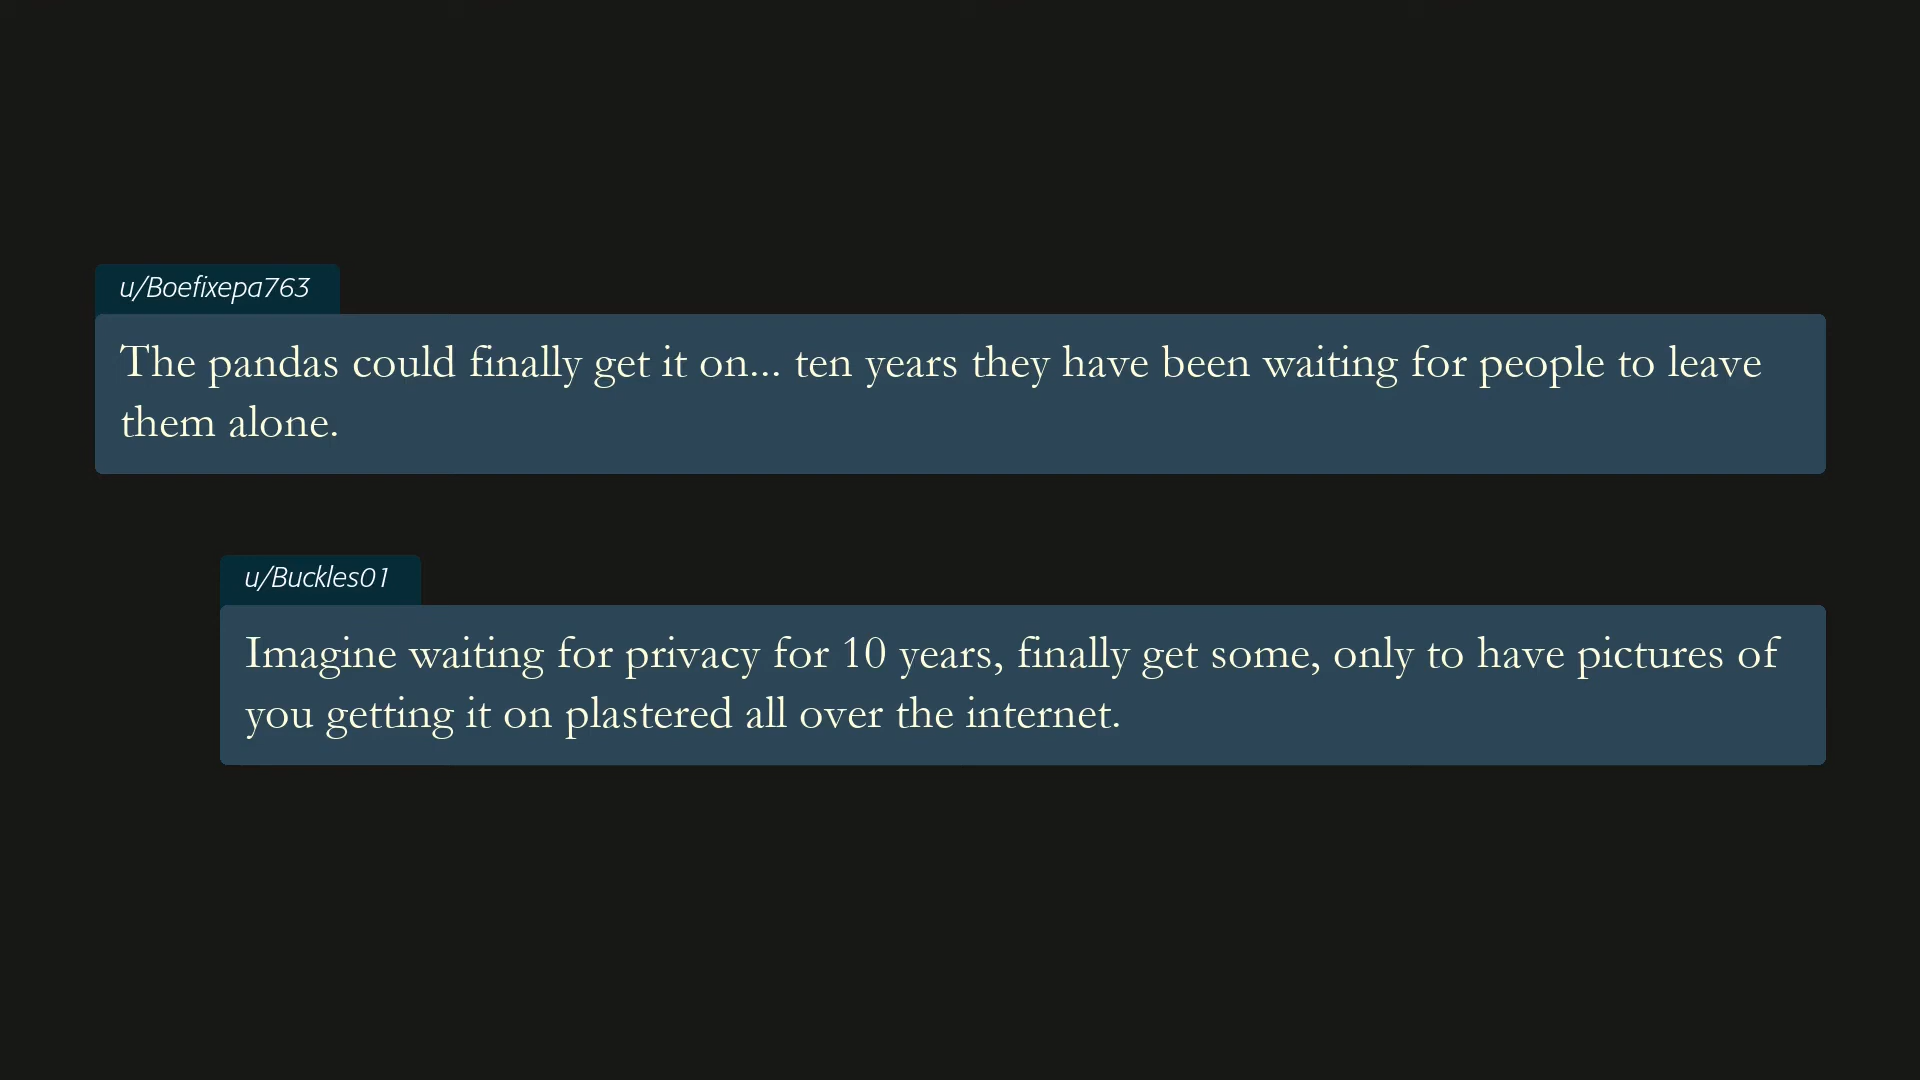 u/Boefixepa763
The pandas could finally get it on... ten years they have been waiting for people to leave
them alone.
u/Buckles01
Imagine waiting for privacy for 10 years, finally get some, only to have pictures of
you getting it on plastered all over the internet.